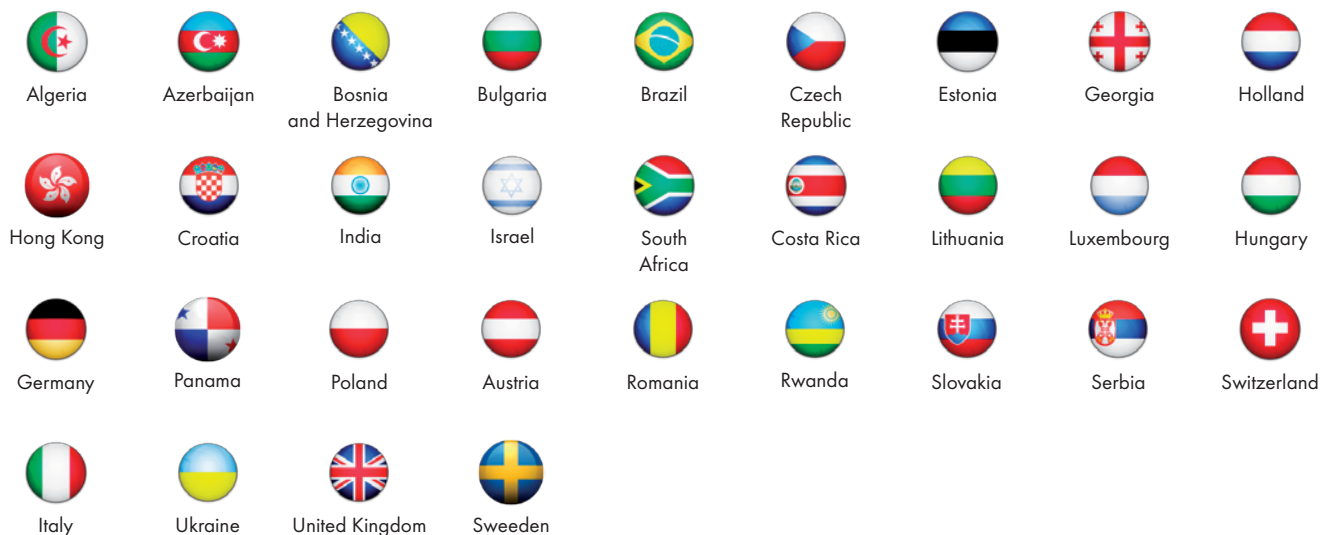 Algeria
Azerbaijan
Bosnia
and Herzegovina
Bulgaria
Brazil
Czech
Republic
Estonia
Georgia
Holland
Hong Kong
Croatia
India
Israel
South
Africa
Costa Rica
Lithuania
Luxembourg
Hungary
Germany
Panama
Poland
Austria
Romania
Rwanda
Slovakia
Serbia
Switzerland
Italy
Ukraine
United Kingdom
Sweeden